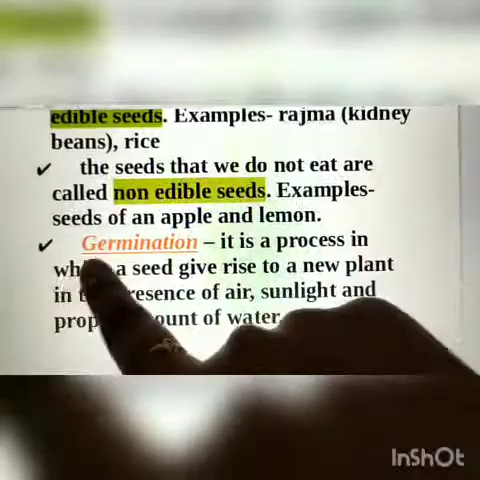 edible seeds. Examples- rajma (kidney
beans), rice
✓ the seeds that we do not eat are
called non edible seeds. Examples-
seeds of an apple and lemon.
✓ Germination – it is a process in
a seed give rise to a new plant
in of air, sunlight and
of water
InShOt